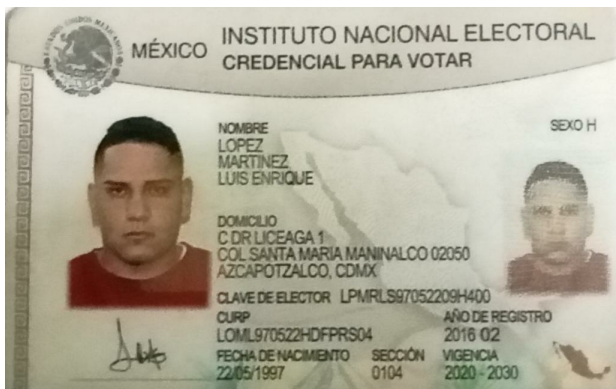 MÉXICO
INSTITUTO NACIONAL ELECTORAL
CREDENCIAL PARA VOTAR
NOMBRE
SEXO H
LOPEZ
MARTINEZ
LUIS ENRIQUE
DOMICILIO
C DR LICEAGA 1
COL SANTA MARIA MANINALCO 02050
AZCAPOTZALCO, CDMX
CLAVE DE ELECTOR LPMRLS97052209H400
CURP
AÑO DE REGISTRO
LOML970522HDFPRS04
2016 02
FECHA DE NACIMIENTO SECCIÓN VIGENCIA
22/05/1997 0104 2020 - 2030